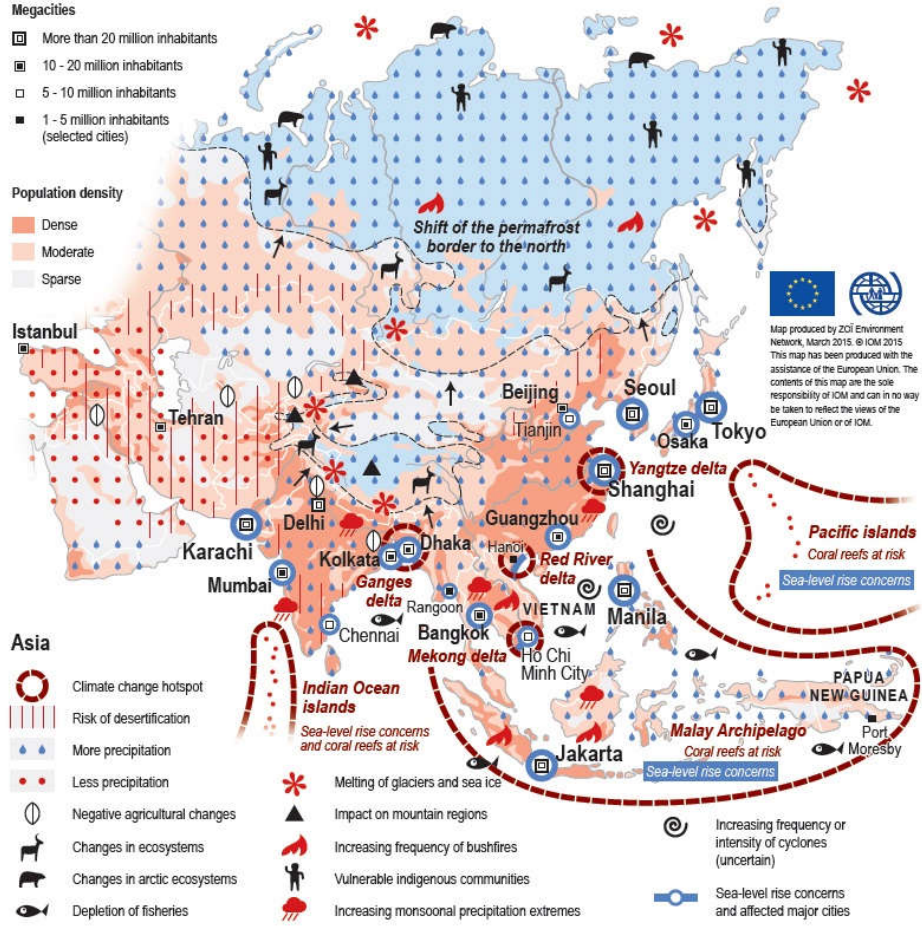 Megacities
More than 20 million inhabitants
10 - 20 million inhabitants
5 - 10 million inhabitants
1 - 5 million inhabitants
(selected cities)
Population density
Dense
Moderate
Sparse
Shift of the permafrost
border to the north
IOM
Map produced by ZOÏ Environment
Network, March 2015. © IOM 2015
This map has been produced with the
assistance of the European Union. The
contents of this map are the sole
responsibility of IOM and can in no way
be taken to reflect the views of the
European Union or of IOM.
Istanbul
Tehran
Beijing
Tianjin
Seoul
Osaka
Tokyo
Yangtze delta
Shanghai
Delhi
Karachi
Mumbai
Kolkata
Dhaka
Ganges
delta
Guangzhou
Hanoi
Red River
delta
Rangoon
VIETNAM
Manila
Chennai
Bangkok
Mekong delta
Ho Chi
Minh City
Pacific islands
Coral reefs at risk
Sea-level rise concerns
Indian Ocean
islands
Sea-level rise concerns
and coral reefs at risk
PAPUA
NEW GUINEA
Port
Moresby
Malay Archipelago
Coral reefs at risk
Sea-level rise concerns
Jakarta
Asia
Climate change hotspot
Risk of desertification
More precipitation
Less precipitation
Negative agricultural changes
Changes in ecosystems
Changes in arctic ecosystems
Depletion of fisheries
Melting of glaciers and sea ice
Impact on mountain regions
Increasing frequency of bushfires
Vulnerable indigenous communities
Increasing monsoonal precipitation extremes
Increasing frequency or
intensity of cyclones
(uncertain)
Sea-level rise concerns
and affected major cities